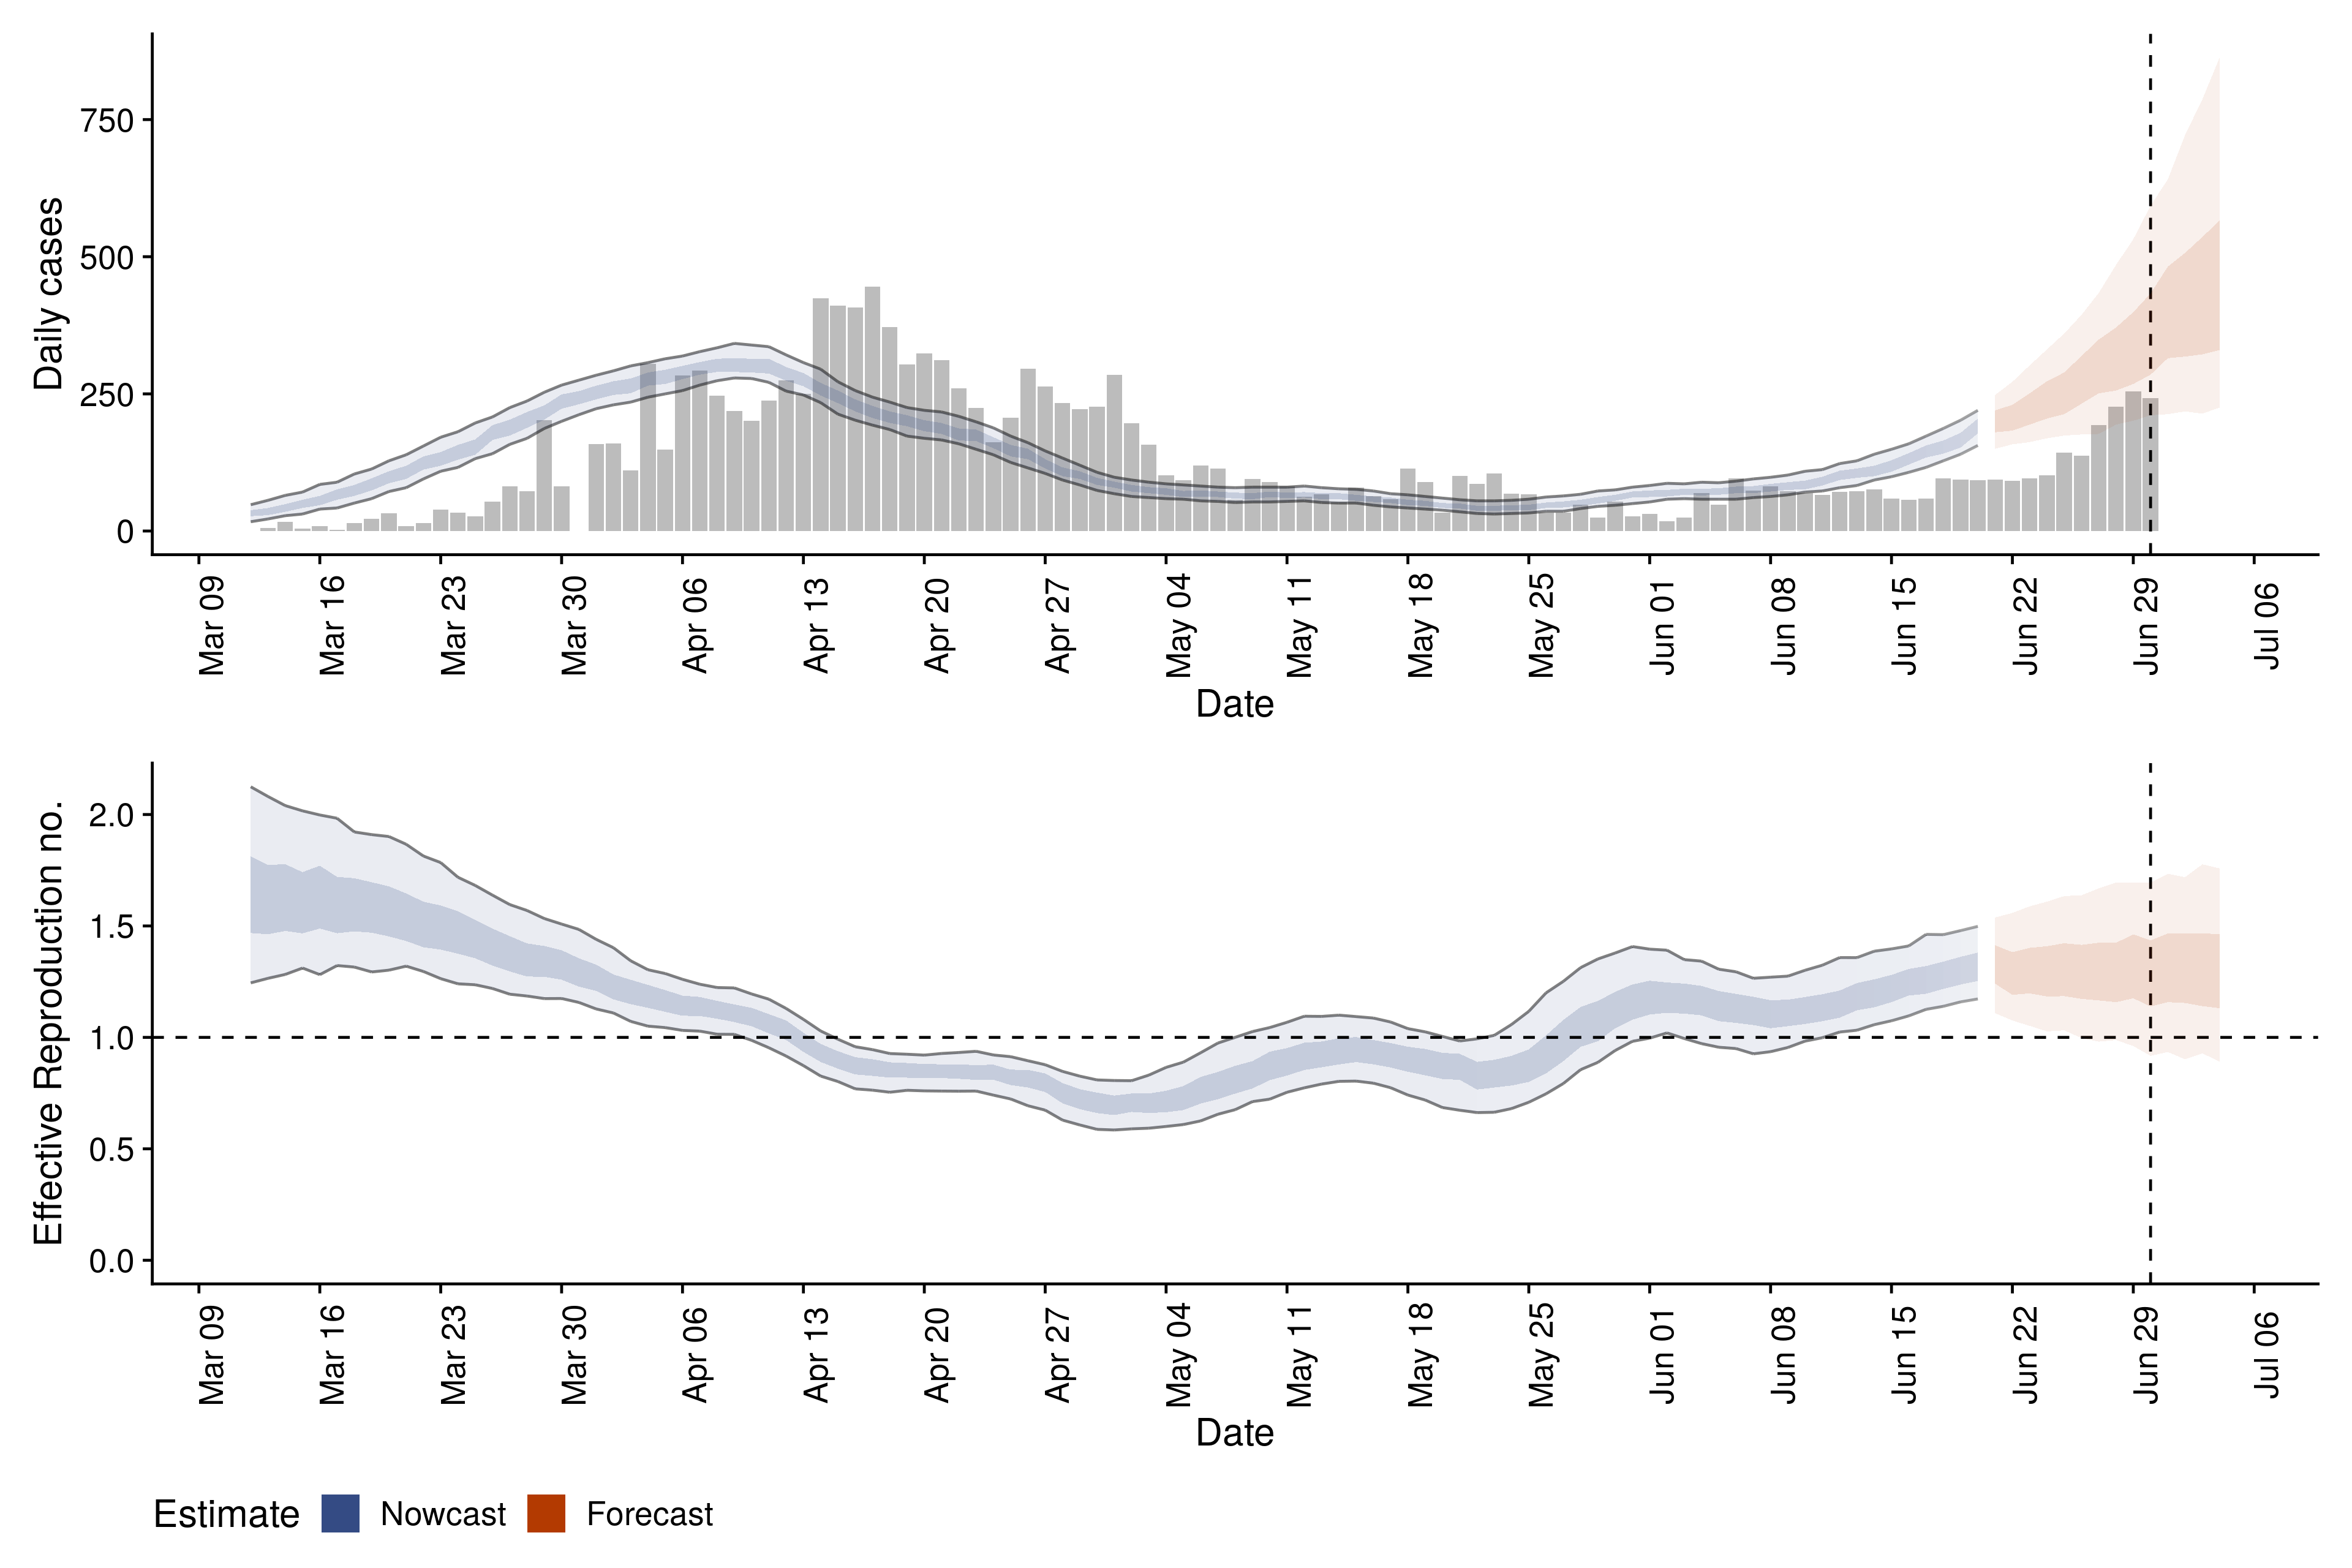 Daily cases
750
500
250
0
Mar 09 Mar 16 Mar 23 Mar 30 Apr 06 Apr 13 Apr 20 Apr 27 May 04 May 11 May 18 May 25 Jun 01 Jun 08 Jun 15 Jun 22 Jun 29 Jul 06
Date
Effective Reproduction no.
2.0
1.5
1.0
0.5
0.0
Mar 09 Mar 16 Mar 23 Mar 30 Apr 06 Apr 13 Apr 20 Apr 27 May 04 May 11 May 18 May 25 Jun 01 Jun 08 Jun 15 Jun 22 Jun 29 Jul 06
Date
Estimate Nowcast Forecast